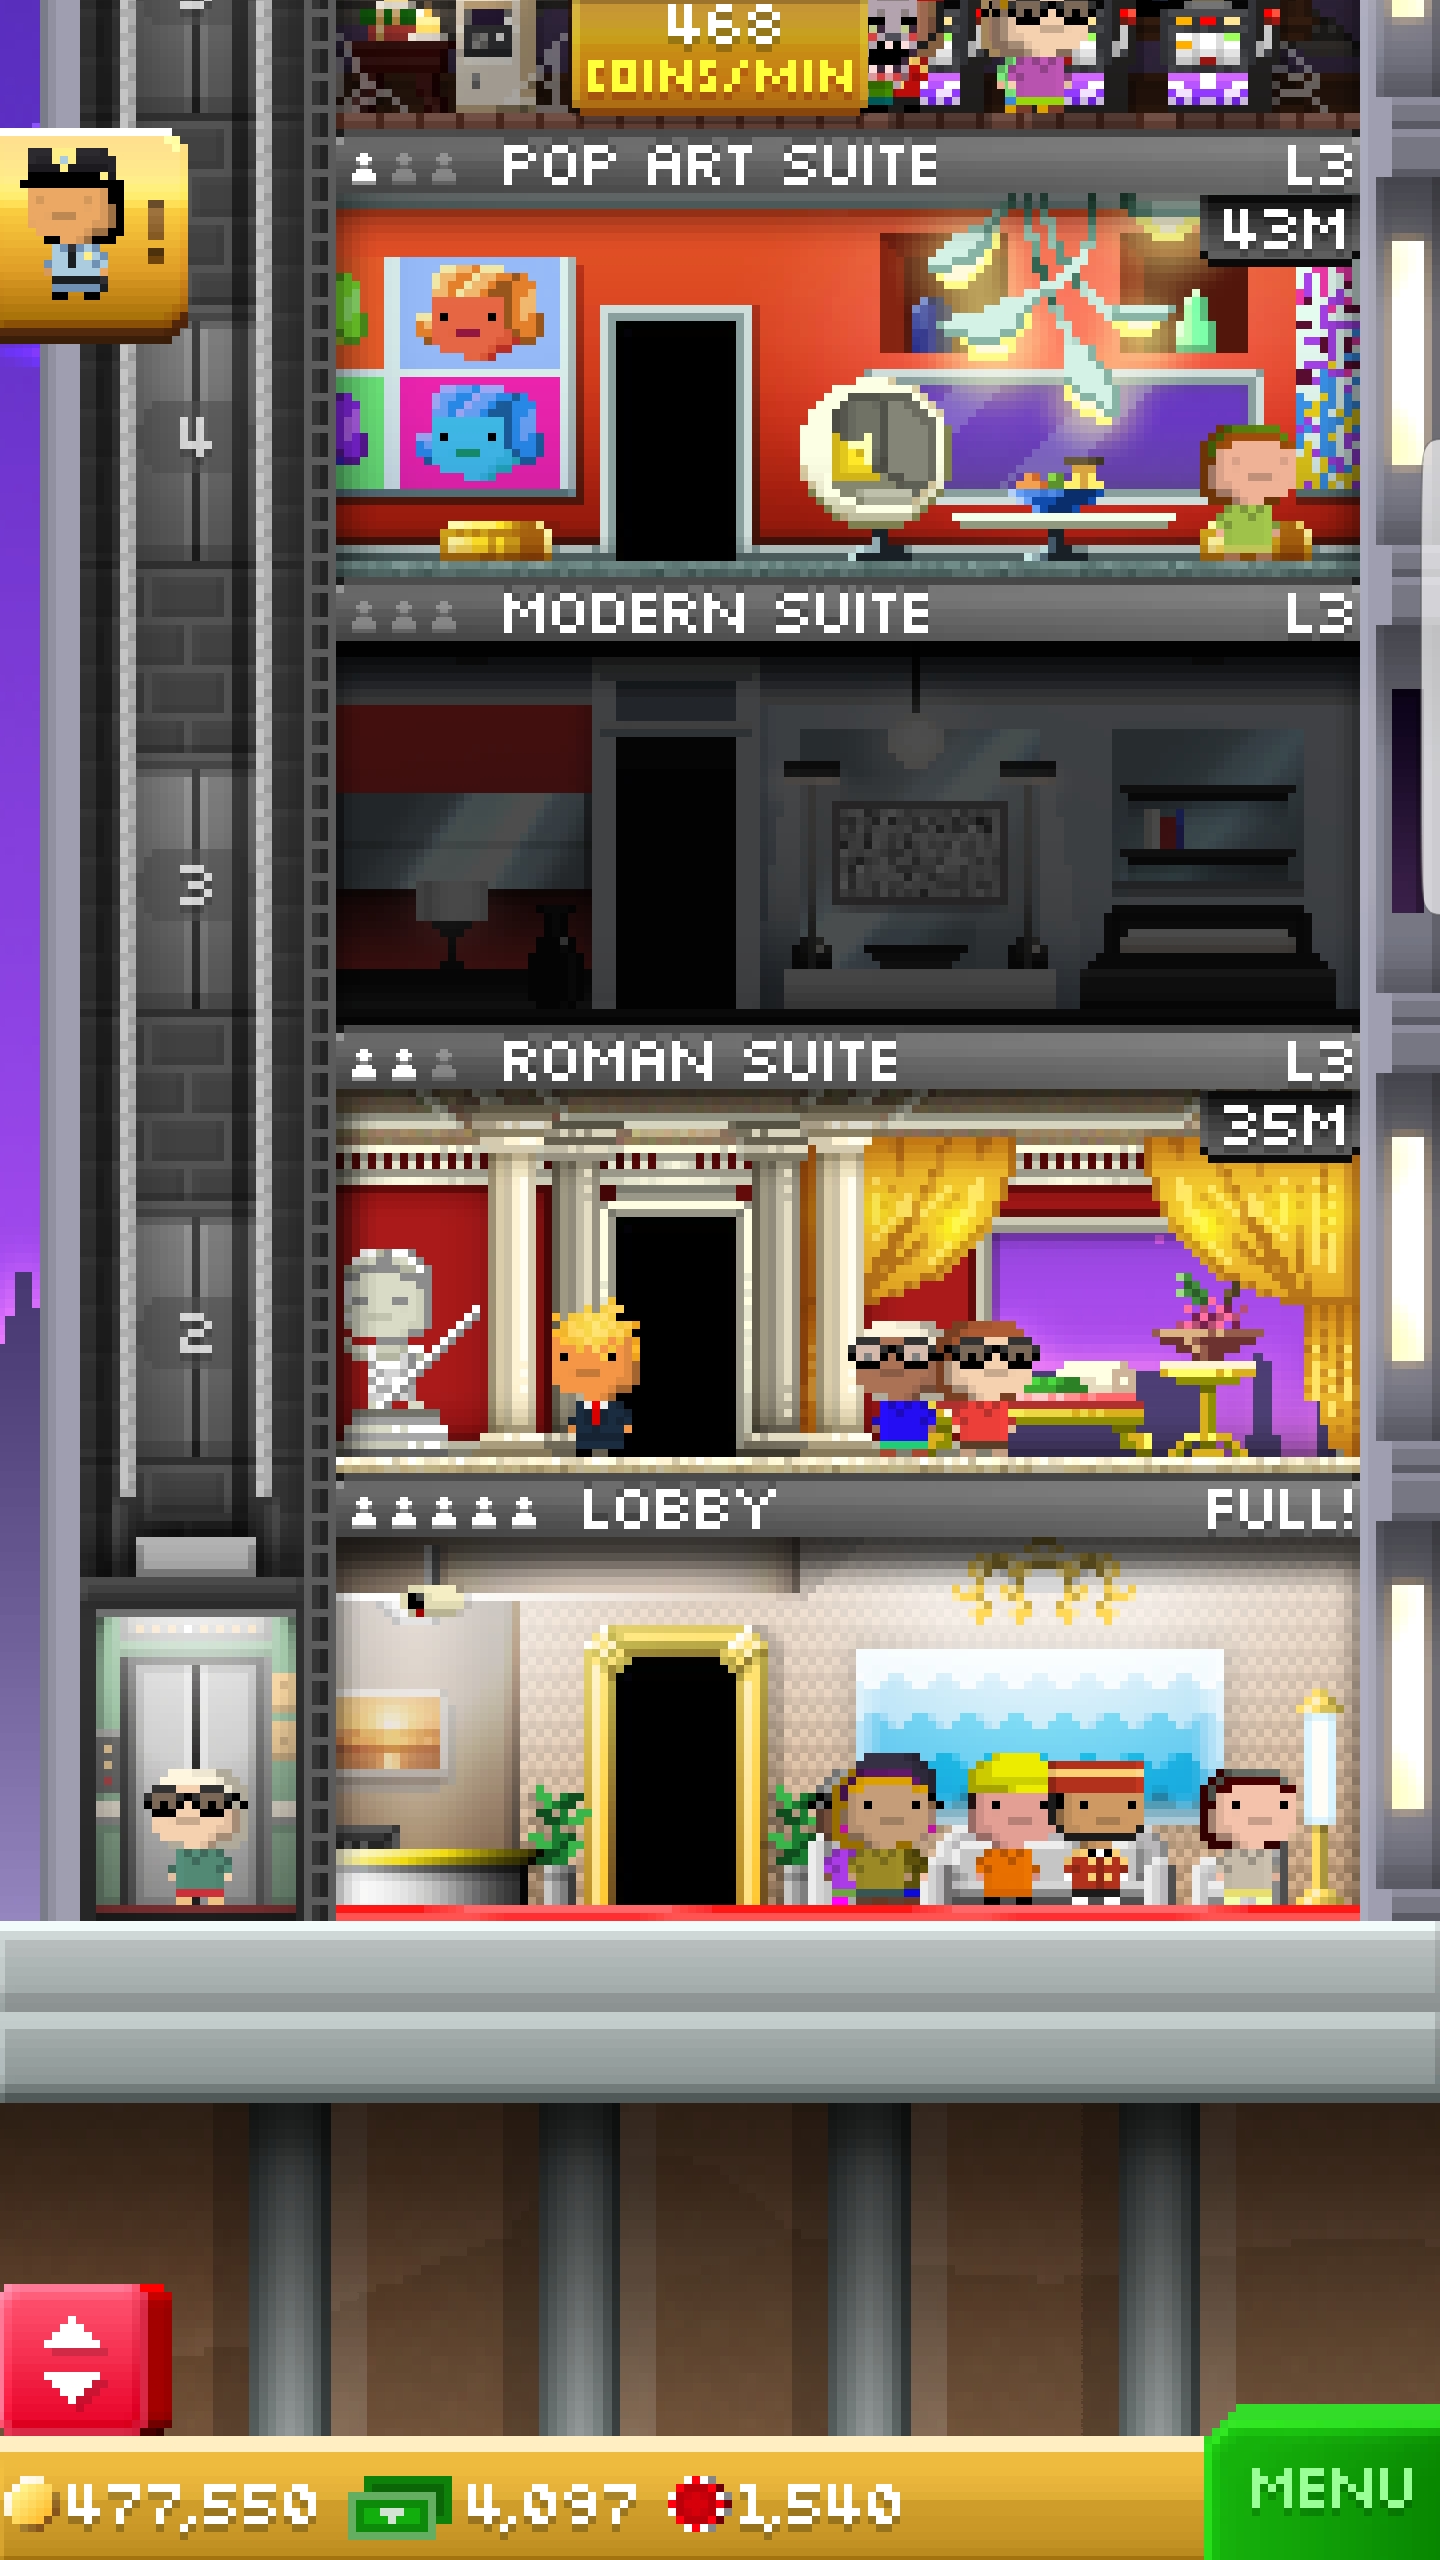 468
COINS/MIN
POP ART SUITE L3
43M
!
4
MODERN SUITE L3
3
ROMAN SUITE L3
35M
2
LOBBY FULL!
477,550 4,097 1,540
MENU